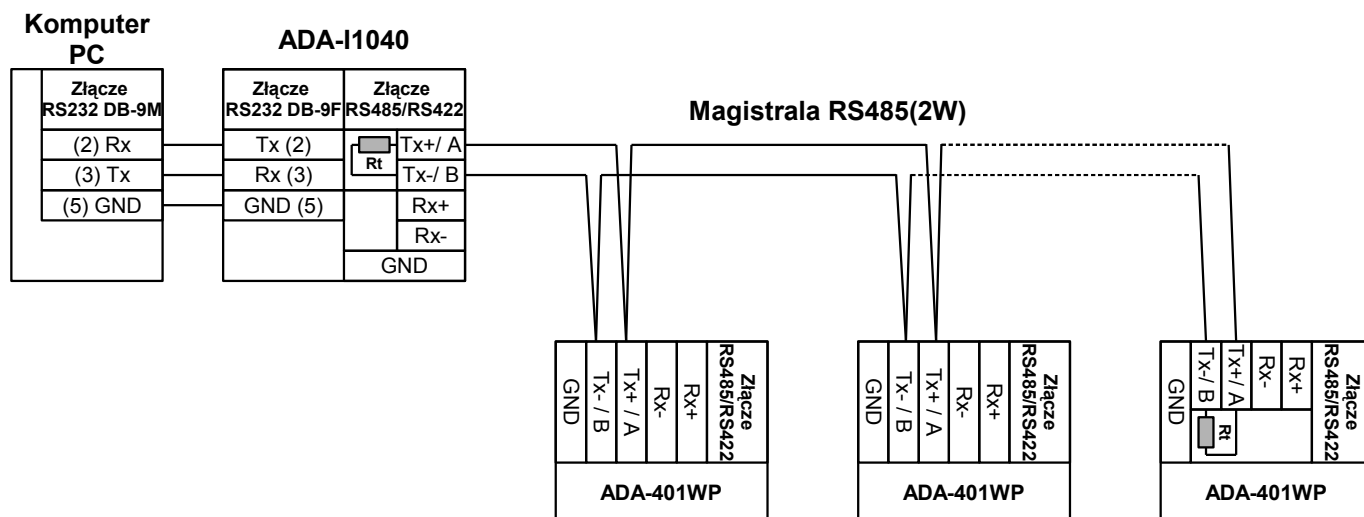 Komputer
PC
ADA-I1040
Złącze
RS232 DB-9M
Złącze
RS232 DB-9F
Złącze
RS485/RS422
Magistrala RS485(2W)
(2) Rx
Tx (2)
Rt
Tx+/ A
(3) Tx
Rx (3)
Tx-/ B
(5) GND
GND (5)
Rx+
Rx-
GND
GND
Tx- / B
Tx+ / A
Rx-
Rx+
Złącze
RS485/RS422
ADA-401WP
GND
Tx- / B
Tx+ / A
Rx-
Rx+
Złącze
RS485/RS422
ADA-401WP
GND
Tx-/ B
Tx+/ A
Rx-
Rx+
Rt
Złącze
RS485/RS422
ADA-401WP